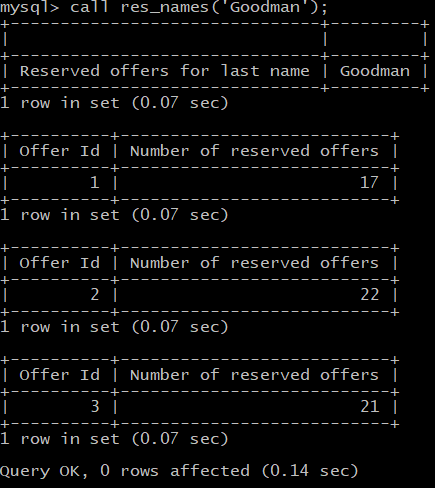 mysql> call res_names('Goodman');
+-------------------------------+---------+
|                               |         |
+-------------------------------+---------+
| Reserved offers for last name | Goodman |
+-------------------------------+---------+
1 row in set (0.07 sec)
+----------+---------------------------+
| Offer Id | Number of reserved offers |
+----------+---------------------------+
|        1 |                        17 |
+----------+---------------------------+
1 row in set (0.07 sec)
+----------+---------------------------+
| Offer Id | Number of reserved offers |
+----------+---------------------------+
|        2 |                        22 |
+----------+---------------------------+
1 row in set (0.07 sec)
+----------+---------------------------+
| Offer Id | Number of reserved offers |
+----------+---------------------------+
|        3 |                        21 |
+----------+---------------------------+
1 row in set (0.07 sec)
Query OK, 0 rows affected (0.14 sec)